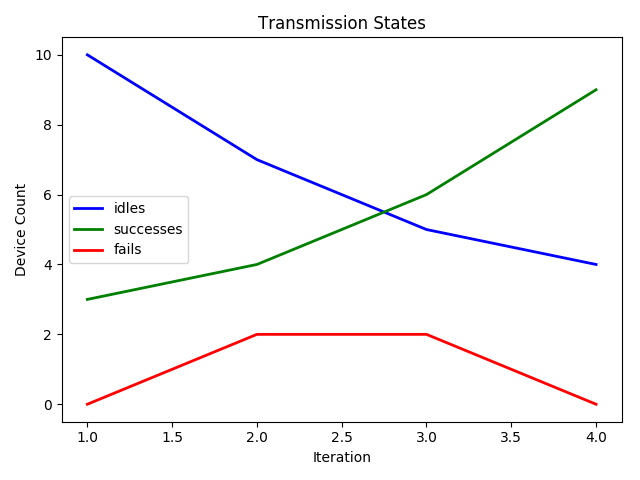 Transmission States
Device Count
10
8
6
4
2
0
idles
successes
fails
1.0 1.5 2.0 2.5 3.0 3.5 4.0
Iteration